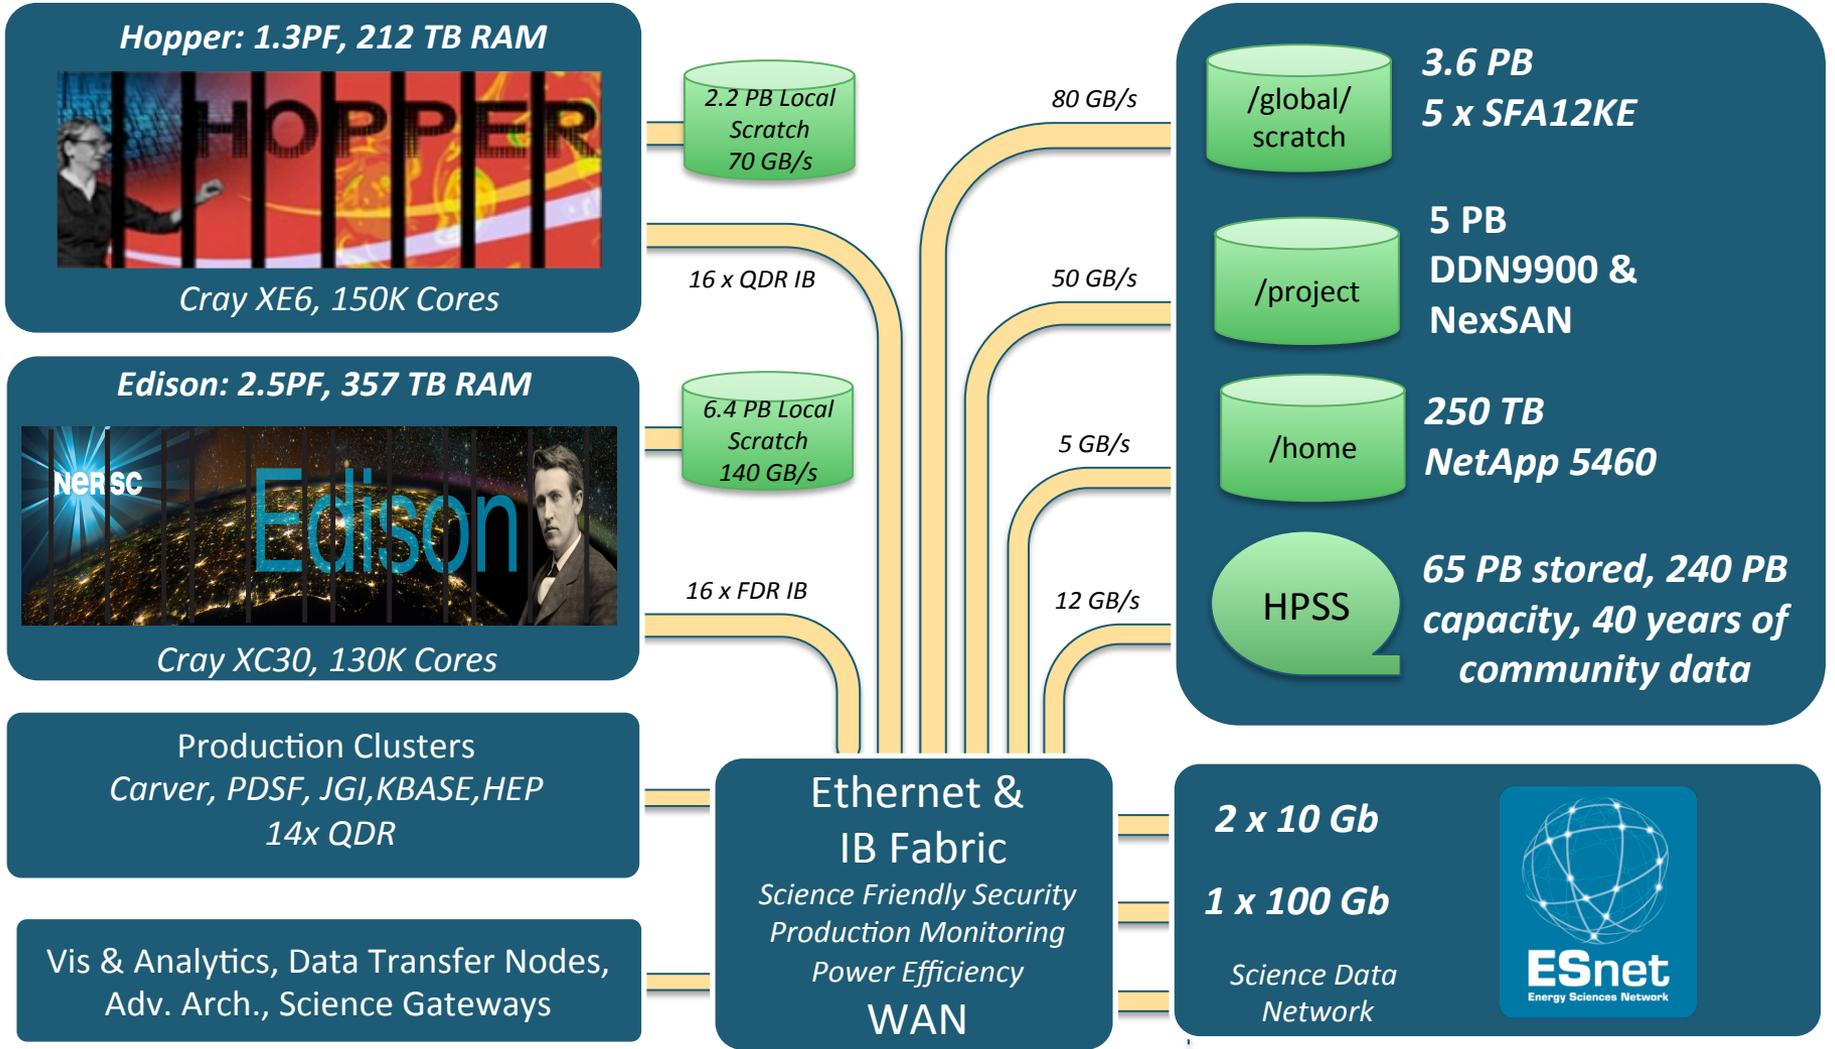 Hopper: 1.3PF, 212 TB RAM
HOPPER
Cray XE6, 150K Cores
2.2 PB Local
Scratch
70 GB/s
16 x QDR IB
Edison: 2.5PF, 357 TB RAM
NERSC
Edison
Cray XC30, 130K Cores
6.4 PB Local
Scratch
140 GB/s
16 x FDR IB
Production Clusters
Carver, PDSF, JGI,KBASE,HEP
14x QDR
Vis & Analytics, Data Transfer Nodes,
Adv. Arch., Science Gateways
80 GB/s
50 GB/s
5 GB/s
12 GB/s
/global/
scratch
3.6 PB
5 x SFA12KE
/project
5 PB
DDN9900 &
NexSAN
/home
250 TB
NetApp 5460
HPSS
65 PB stored, 240 PB
capacity, 40 years of
community data
Ethernet &
IB Fabric
Science Friendly Security
Production Monitoring
Power Efficiency
WAN
2 x 10 Gb
1 x 100 Gb
Science Data
Network
ESnet
Energy Sciences Network